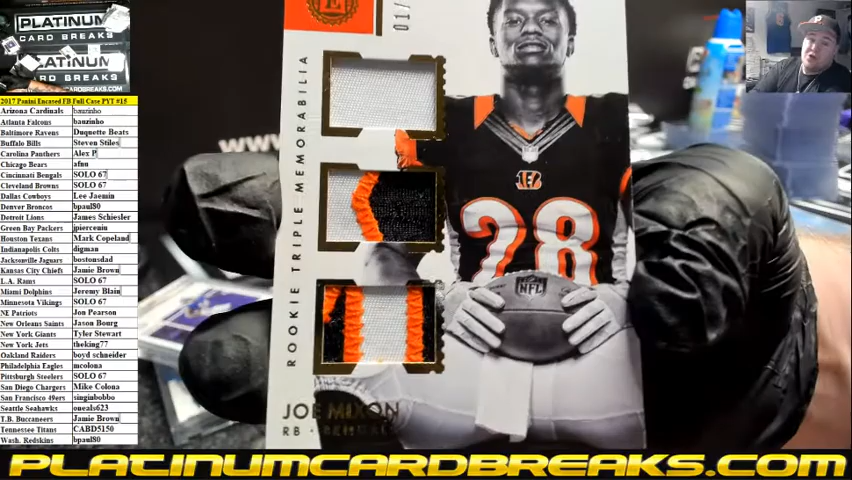 PLATINUM
CARD BREAKS
PLATINUM
RD BREAKS
2017 Panini Encased FB Full Case PYT #15
Arizona Cardinals bauzinho
Atlanta Falcons bauzinho
Baltimore Ravens Duquette Beats
Buffalo Bills Steven Stiles
Carolina Panthers Alex P
Chicago Bears afnu
Cincinnati Bengals SOLO 67
Cleveland Browns SOLO 67
Dallas Cowboys Lee Jaemin
Denver Broncos bpaul80
Detroit Lions James Schiesler
Green Bay Packers jpierceniu
Houston Texans Mark Copeland
Indianapolis Colts digman
Jacksonville Jaguars bostonsdad
Kansas City Chiefs Jamie Brown
L.A. Rams SOLO 67
Miami Dolphins Jeremy Blain
Minnesota Vikings SOLO 67
NE Patriots Jon Pearson
New Orleans Saints Jason Bourg
New York Giants Tyler Stewart
New York Jets theking77
Oakland Raiders boyd schneider
Philadelphia Eagles mcolona
Pittsburgh Steelers SOLO 67
San Diego Chargers Mike Colona
San Francisco 49ers singinbobbo
Seattle Seahawks oneals623
T.B. Buccaneers Jamie Brown
Tennessee Titans CABD5150
Wash. Redskins bpaul80
E
01/
ROOKIE TRIPLE MEMORABILIA
BENGALS
28
NFL
JOE MIXON
RB - BENGALS
www
PLATINUMCARDBREAKS.COM